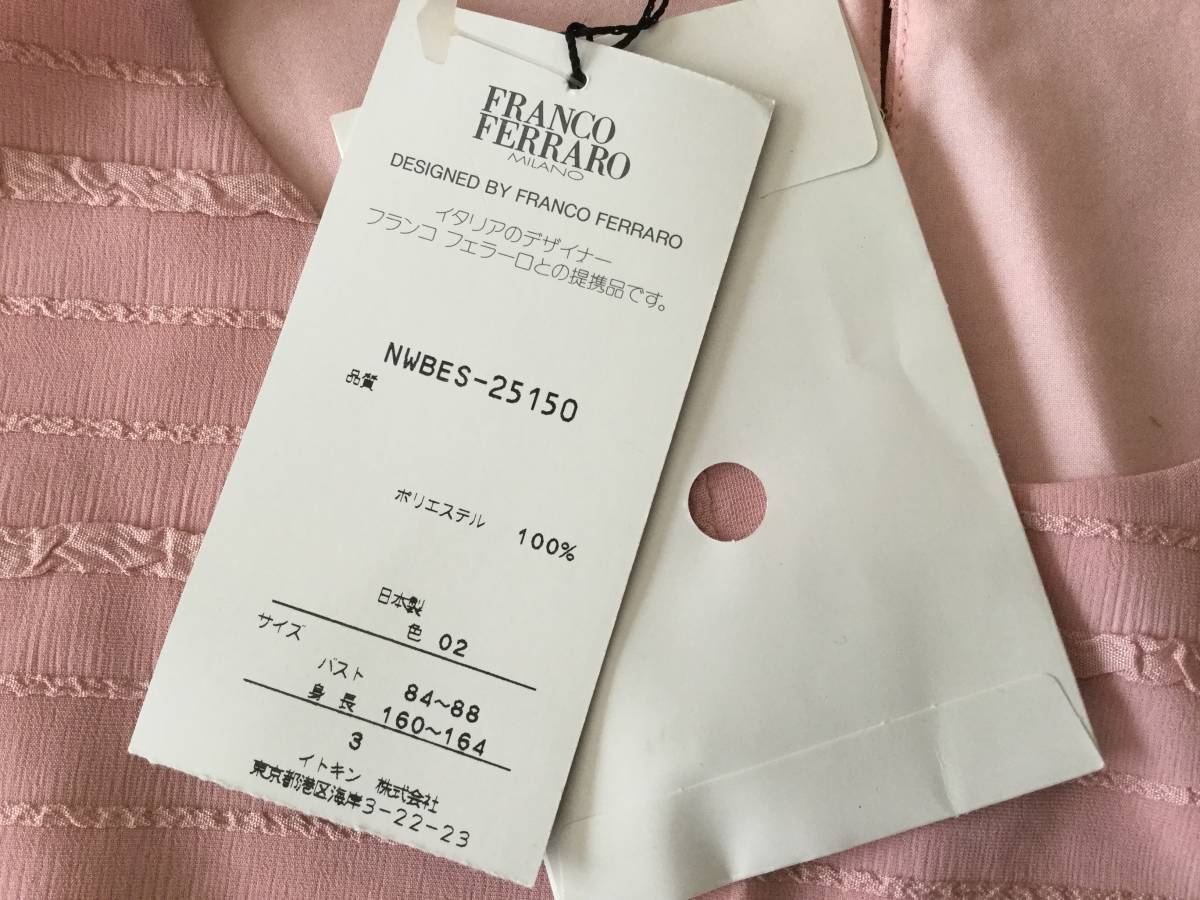 FRANCO
FERRARO
MILANO
DESIGNED BY FRANCO FERRARO
イタリアのデザイナー
フランコ フェラーロとの提携品です。
NWBES-25150
品質
ポリエステル 100%
日本製
色 02
サイズ
バスト 84~88
身長 160~164
3
イトキン 株式会社
東京都港区海岸3-22-23